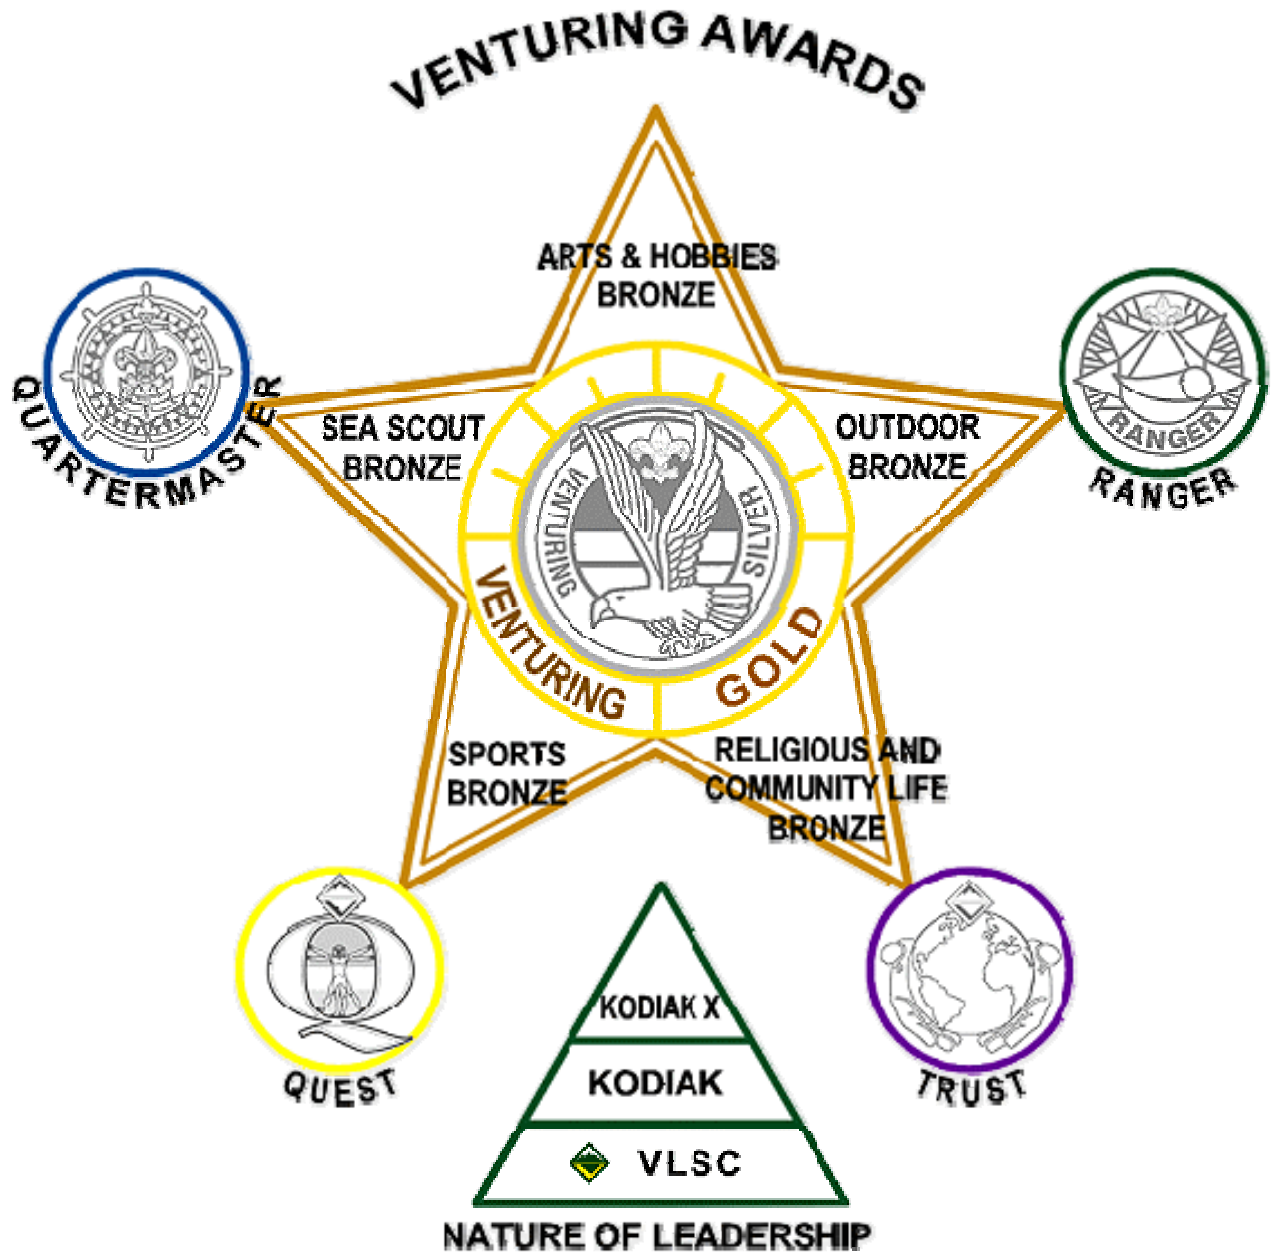 VENTURING AWARDS
ARTS & HOBBIES
BRONZE
QUARTERMASTER
SEA SCOUT
BRONZE
OUTDOOR
BRONZE
RANGER
RANGER
VENTURING
SILVER
VENTURING
GOLD
SPORTS
BRONZE
RELIGIOUS AND
COMMUNITY LIFE
BRONZE
QUEST
TRUST
KODIAK X
KODIAK
VLSC
NATURE OF LEADERSHIP